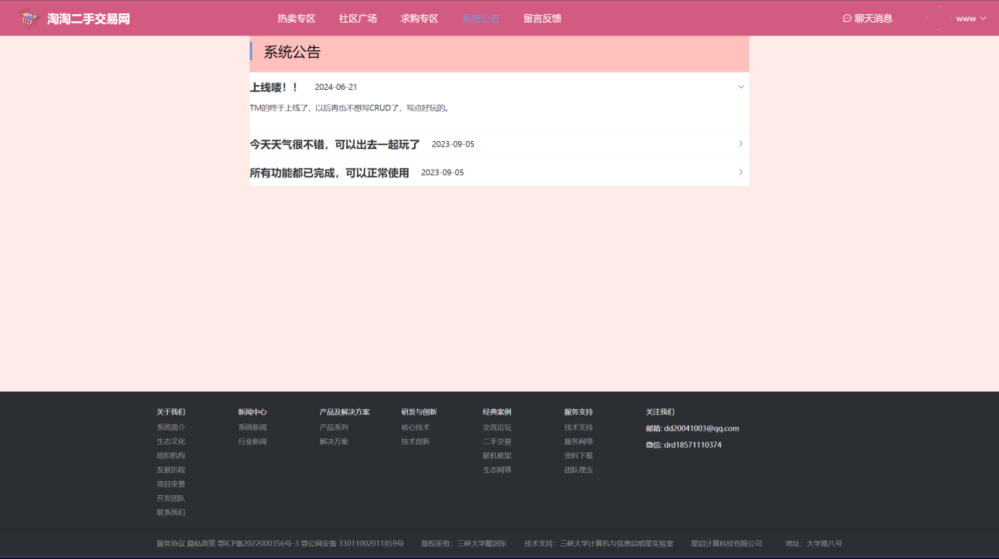 淘淘二手交易网 热卖专区 社区广场 求购专区 系统公告 留言反馈 聊天消息 www
系统公告
上线喽！！ 2024-06-21
TM的终于上线了，以后再也不想写CRUD了，写点好玩的。
今天天气很不错，可以出去一起玩了 2023-09-05
所有功能都已完成，可以正常使用 2023-09-05
关于我们 新闻中心 产品及解决方案 研发与创新 经典案例 服务支持 关注我们
系统简介 系统新闻 产品系列 核心技术 交流论坛 技术支持 邮箱: dd20041003@qq.com
生态文化 行业新闻 解决方案 技术创新 二手交易 服务网络 微信: drd18571110374
组织机构 联机框架 资料下载
发展历程 生态网络 团队理念
项目荣誉
开发团队
联系我们
服务协议 隐私政策 鄂ICP备2022000356号-3 鄂公网安备 33011002011859号 版权所有：三峡大学戴润东 技术支持：三峡大学计算机与信息启明星实验室 星启计算科技有限公司 地址：大学路八号